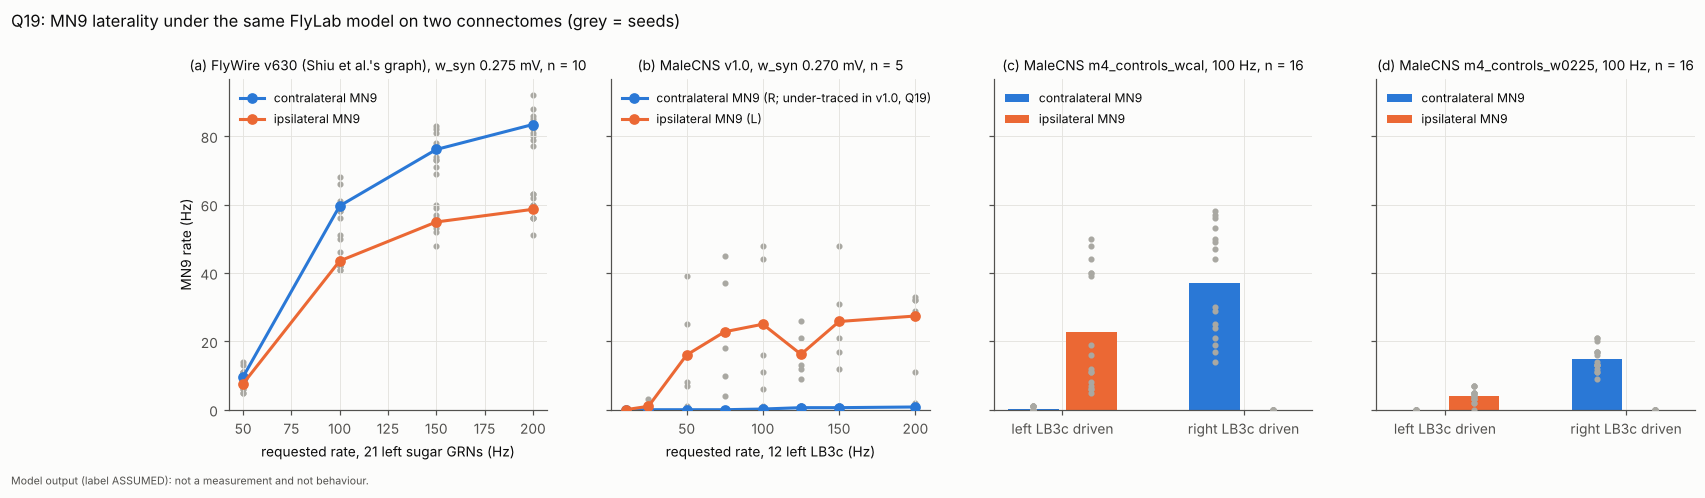 Q19: MN9 laterality under the same FlyLab model on two connectomes (grey = seeds)
(a) FlyWire v630 (Shiu et al.'s graph), w_syn 0.275 mV, n = 10
contralateral MN9
ipsilateral MN9
MN9 rate (Hz)
80
60
40
20
0
50 75 100 125 150 175 200
requested rate, 21 left sugar GRNs (Hz)
(b) MaleCNS v1.0, w_syn 0.270 mV, n = 5
contralateral MN9 (R; under-traced in v1.0, Q19)
ipsilateral MN9 (L)
50 100 150 200
requested rate, 12 left LB3c (Hz)
(c) MaleCNS m4_controls_wcal, 100 Hz, n = 16
contralateral MN9
ipsilateral MN9
left LB3c driven right LB3c driven
(d) MaleCNS m4_controls_w0225, 100 Hz, n = 16
contralateral MN9
ipsilateral MN9
left LB3c driven right LB3c driven
Model output (label ASSUMED): not a measurement and not behaviour.